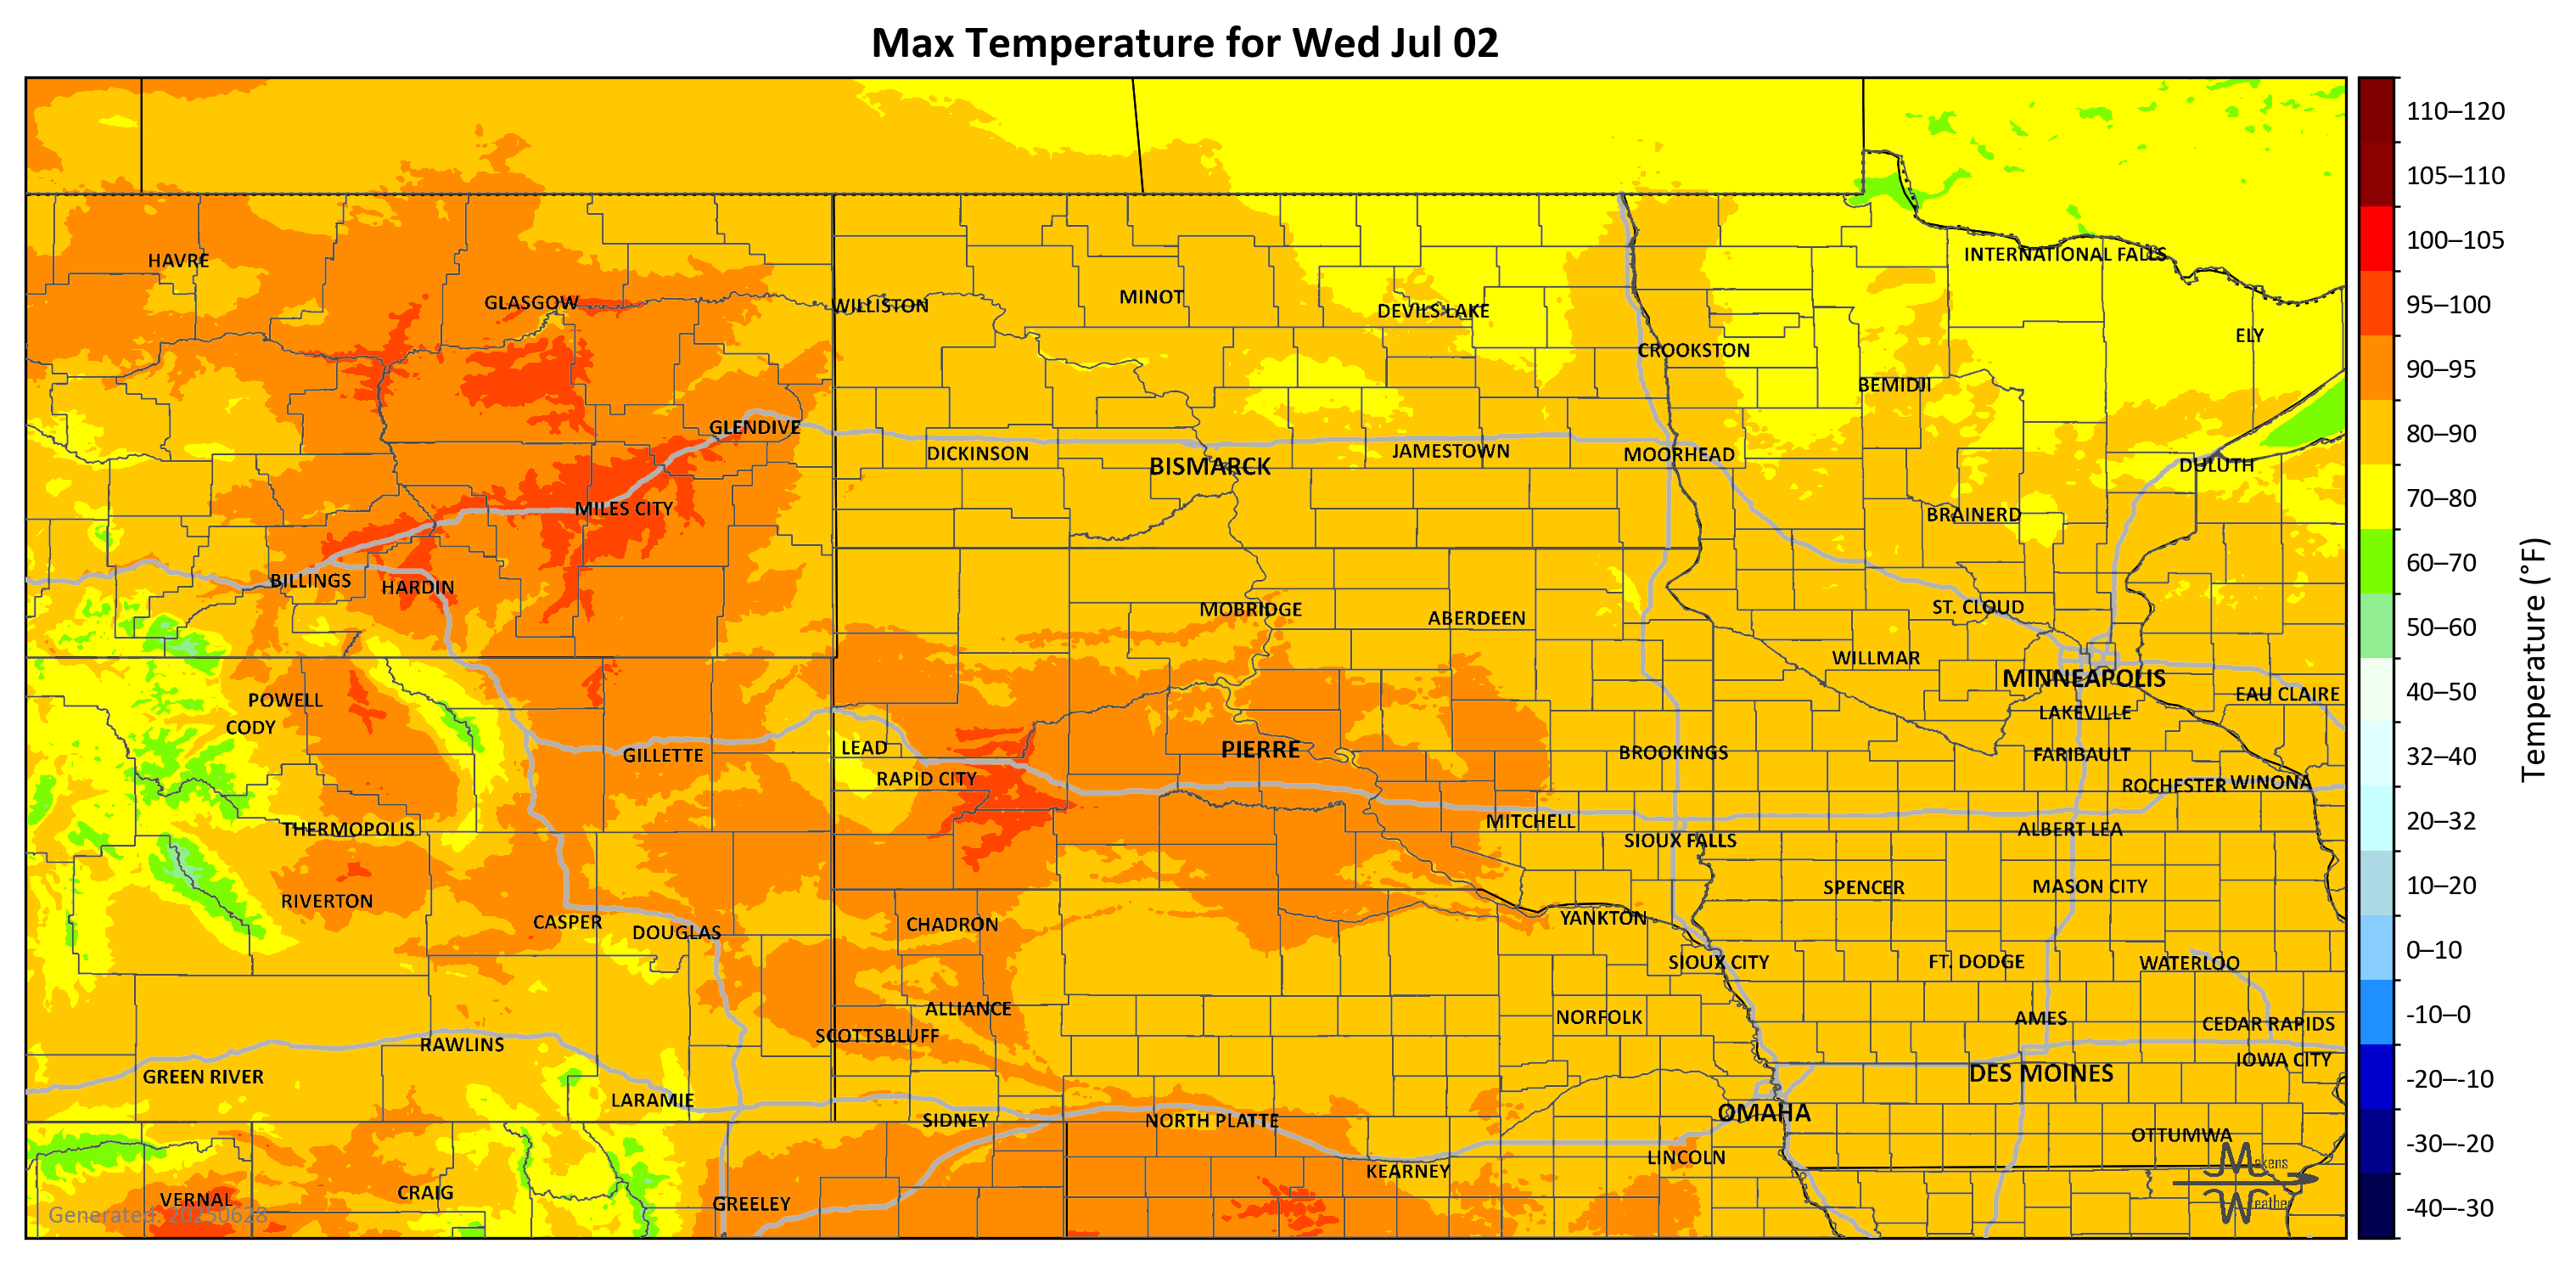 Max Temperature for Wed Jul 02
110–120
105–110
100–105
95–100
90–95
80–90
70–80
60–70
50–60
40–50
32–40
20–32
10–20
0–10
-10–0
-20–-10
-30–-20
-40–-30
Temperature (°F)
HAVRE
INTERNATIONAL FALLS
GLASGOW
WILLISTON
MINOT
DEVILS LAKE
ELY
CROOKSTON
BEMIDJI
GLENDIVE
DICKINSON
BISMARCK
JAMESTOWN
MOORHEAD
DULUTH
MILES CITY
BRAINERD
BILLINGS
HARDIN
MOBRIDGE
ABERDEEN
ST. CLOUD
WILLMAR
MINNEAPOLIS
EAU CLAIRE
POWELL
CODY
LAKEVILLE
GILLETTE
LEAD
PIERRE
BROOKINGS
FARIBAULT
RAPID CITY
ROCHESTER
WINONA
THERMOPOLIS
MITCHELL
SIOUX FALLS
ALBERT LEA
RIVERTON
SPENCER
MASON CITY
CASPER
DOUGLAS
CHADRON
YANKTON
SIOUX CITY
FT. DODGE
WATERLOO
ALLIANCE
NORFOLK
AMES
CEDAR RAPIDS
SCOTTSBLUFF
RAWLINS
IOWA CITY
GREEN RIVER
DES MOINES
LARAMIE
SIDNEY
NORTH PLATTE
OMAHA
OTTUMWA
LINCOLN
KEARNEY
VERNAL
CRAIG
GREELEY
Generated: 20250628
Makens
Weather